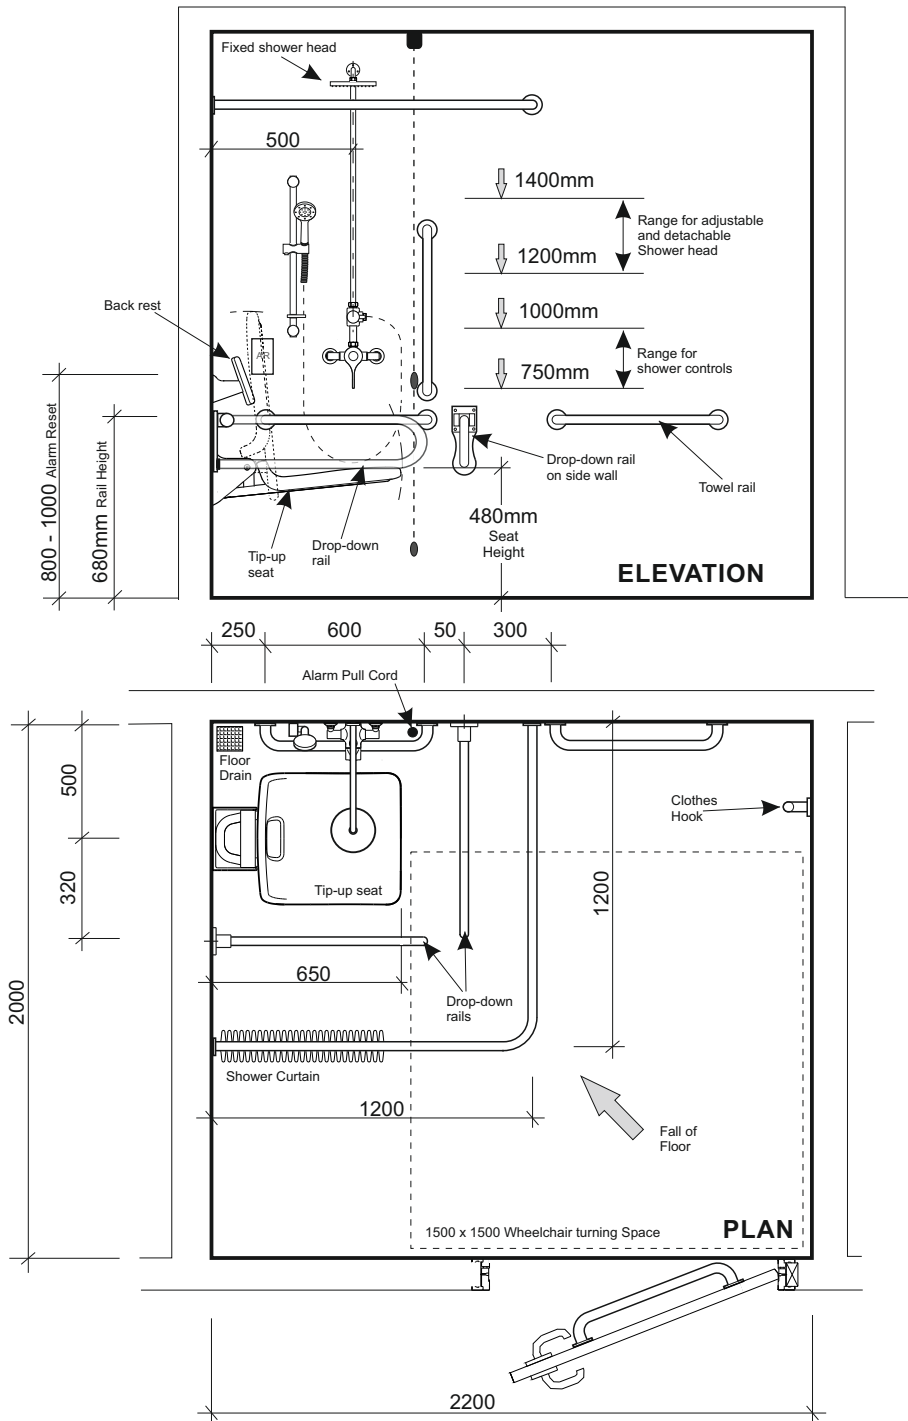 Fixed shower head
500
1400mm
Range for adjustable
and detachable
Shower head
1200mm
1000mm
Range for
shower controls
750mm
Back rest
A/R
800 - 1000 Alarm Reset
680mm Rail Height
Drop-down rail
on side wall
Towel rail
480mm
Seat
Height
Tip-up
seat
Drop-down
rail
ELEVATION
250
600
50
300
Alarm Pull Cord
Floor
Drain
500
Clothes
Hook
320
Tip-up seat
1200
2000
650
Drop-down
rails
Shower Curtain
1200
Fall of
Floor
1500 x 1500 Wheelchair turning Space
PLAN
2200